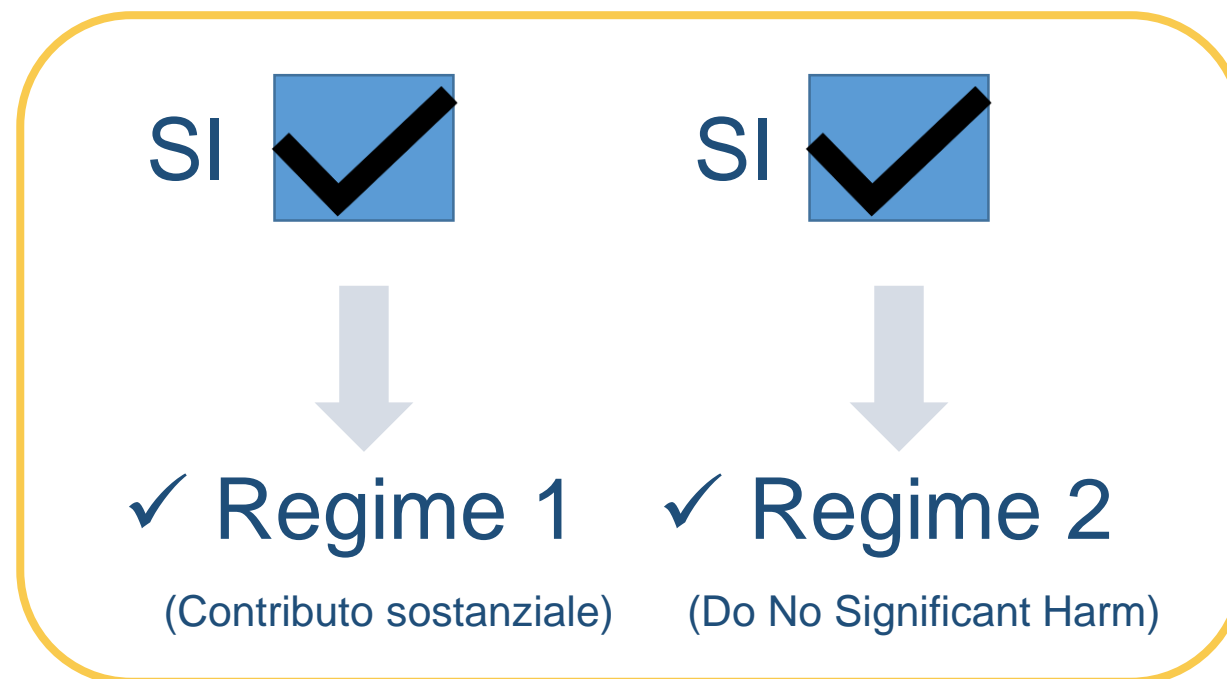 SI SI
✓ Regime 1 ✓ Regime 2
(Contributo sostanziale) (Do No Significant Harm)